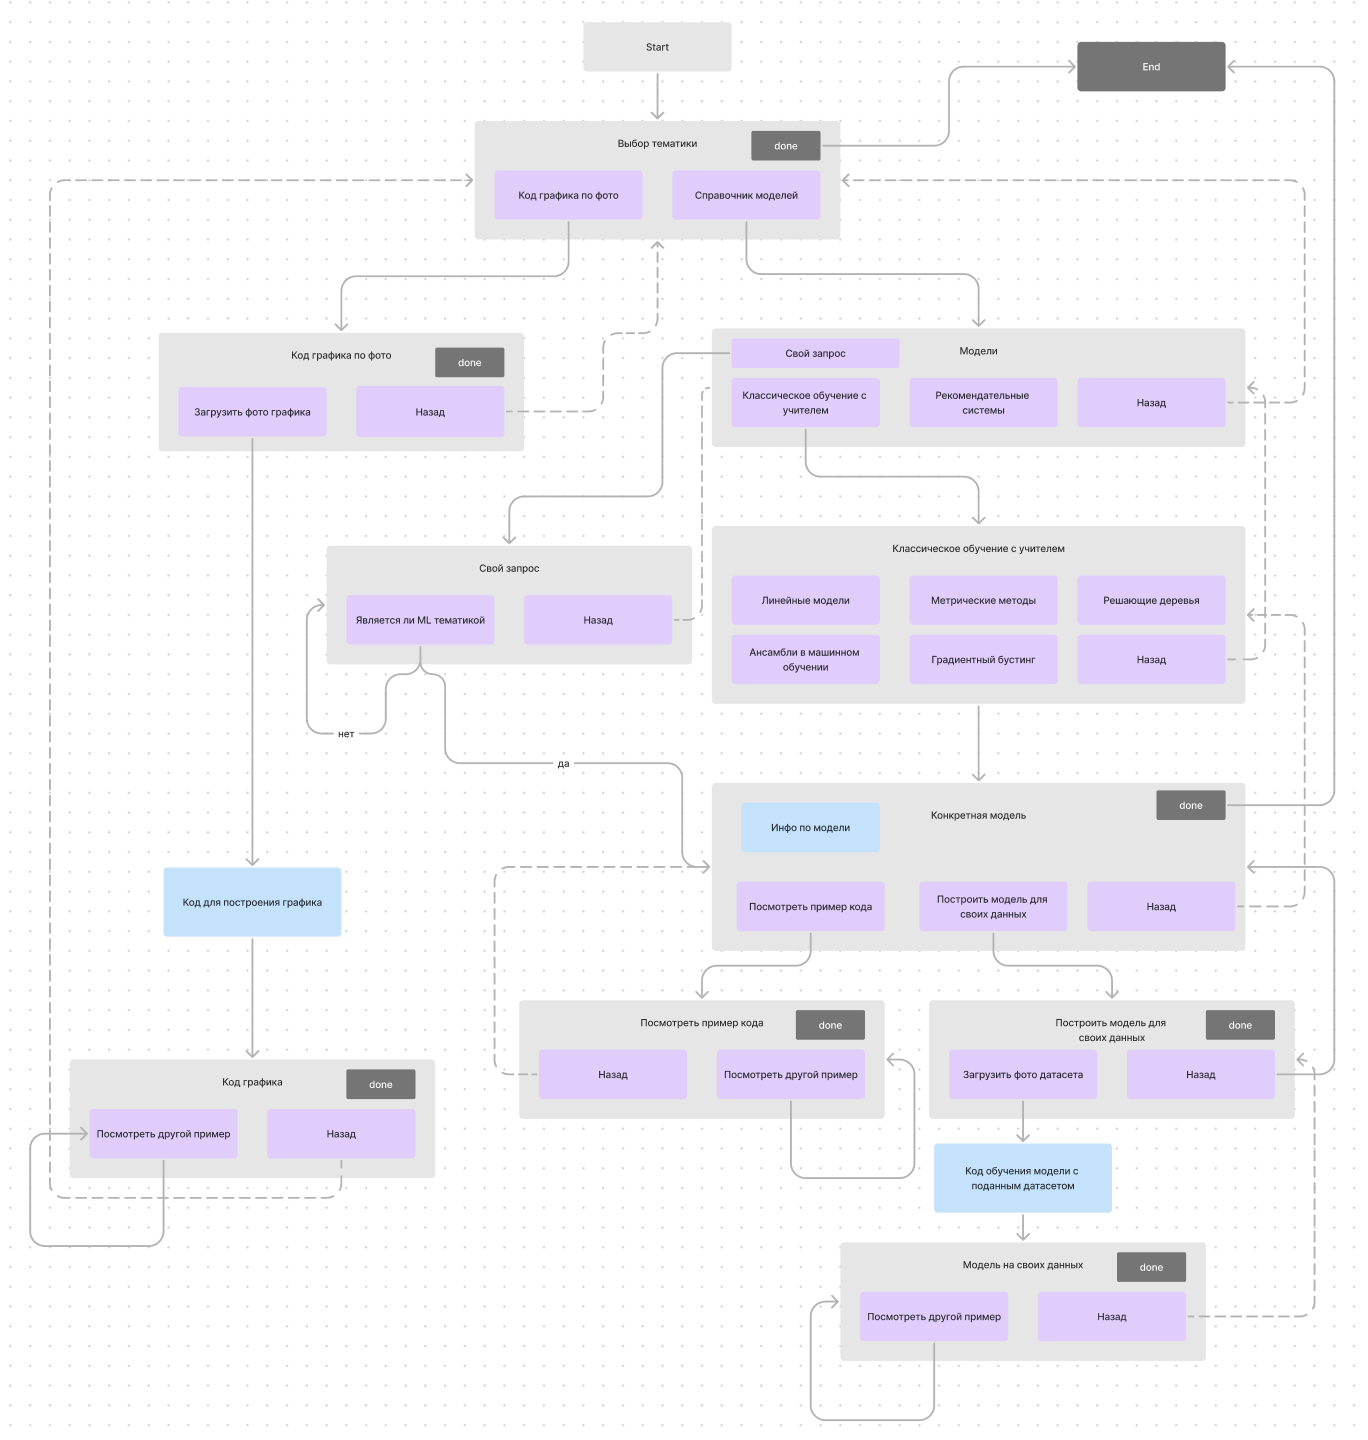 Start
End
Выбор тематики
done
Код графика по фото
Справочник моделей
Код графика по фото
done
Загрузить фото графика
Назад
Свой запрос
Модели
Классическое обучение с
учителем
Рекомендательные
системы
Назад
Свой запрос
Является ли ML тематикой
Назад
нет
да
Классическое обучение с учителем
Линейные модели
Метрические методы
Решающие деревья
Ансамбли в машинном
обучении
Градиентный бустинг
Назад
Конкретная модель
done
Инфо по модели
Посмотреть пример кода
Построить модель для
своих данных
Назад
Код для построения графика
Код графика
done
Посмотреть другой пример
Назад
Посмотреть пример кода
done
Назад
Посмотреть другой пример
Построить модель для
своих данных
done
Загрузить фото датасета
Назад
Код обучения модели с
поданным датасетом
Модель на своих данных
done
Посмотреть другой пример
Назад